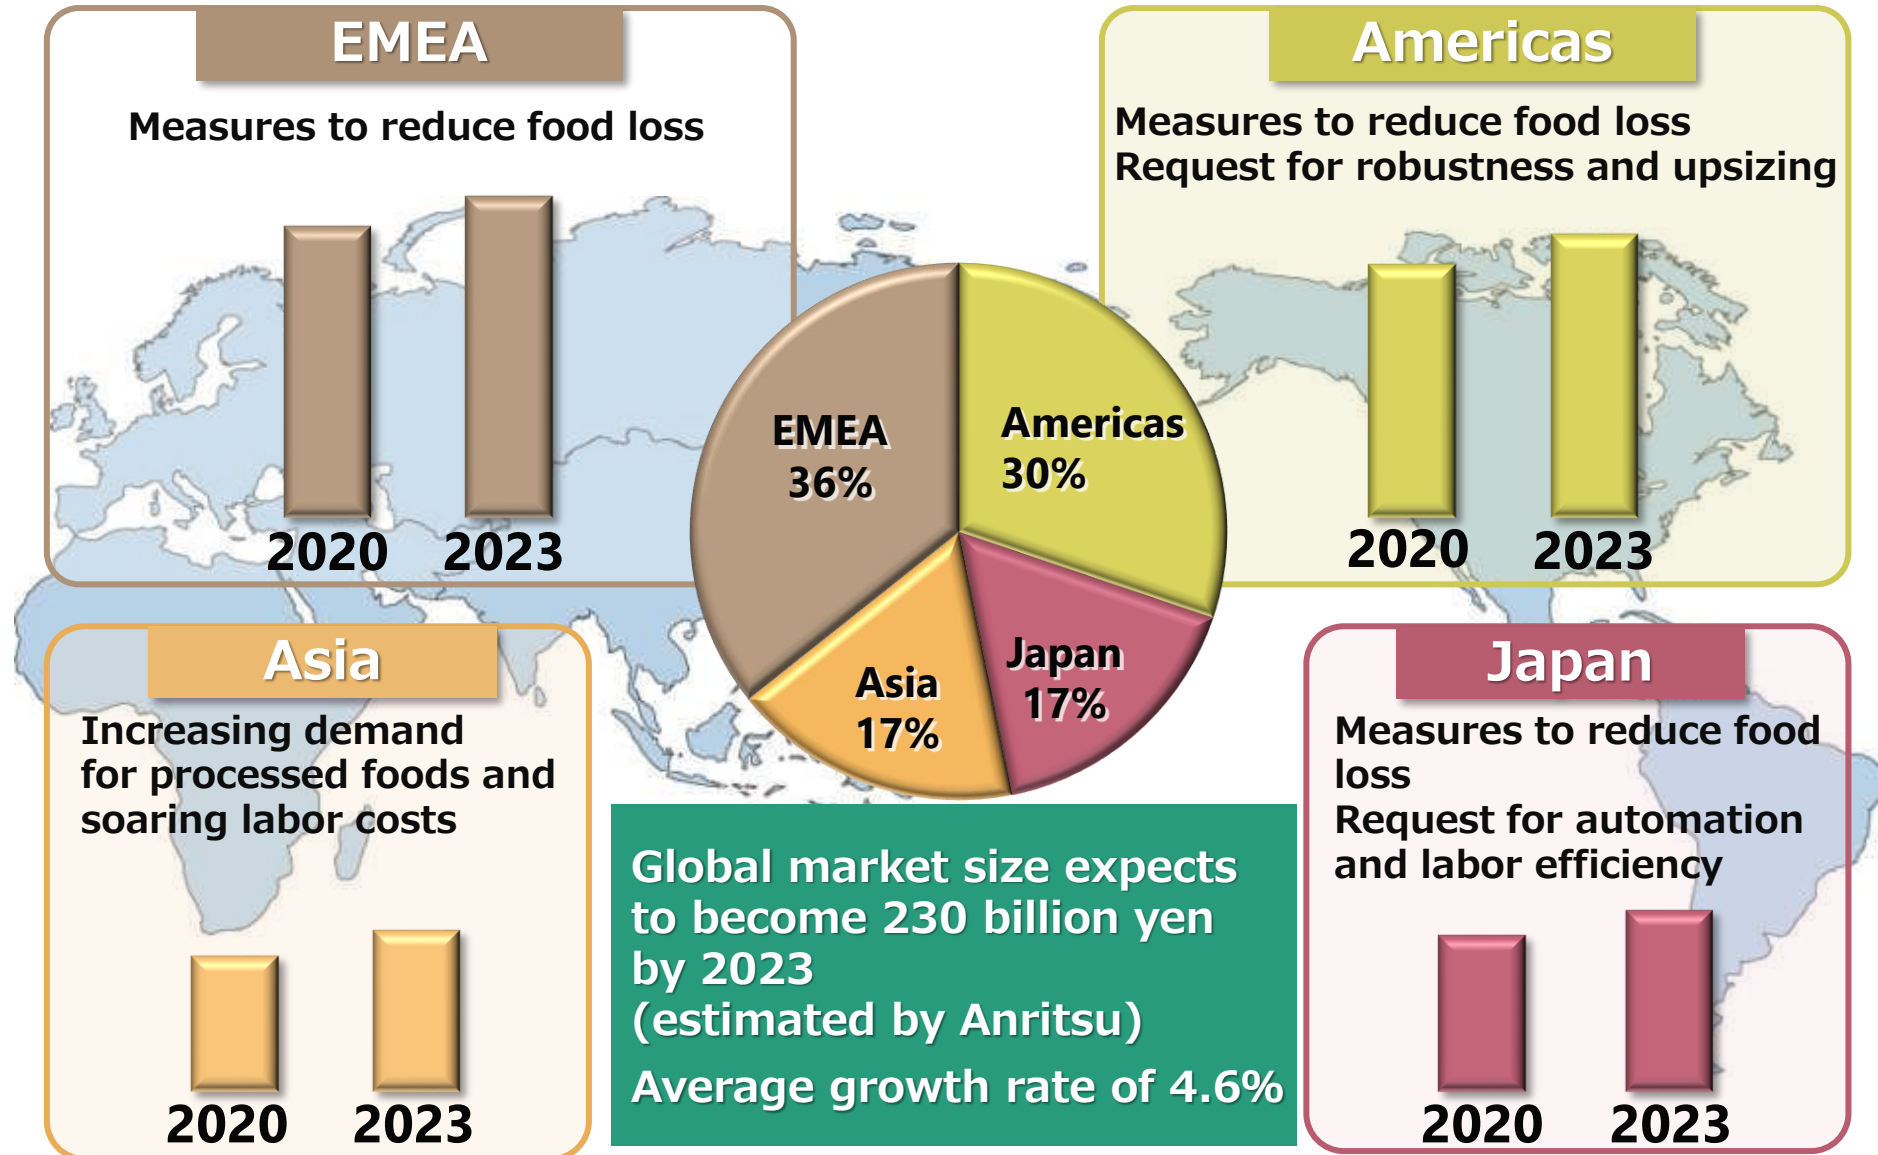 EMEA
Measures to reduce food loss
2020
2023
Americas
Measures to reduce food loss
Request for robustness and upsizing
2020
2023
EMEA
36%
Americas
30%
Japan
17%
Asia
17%
Asia
Increasing demand
for processed foods and
soaring labor costs
2020
2023
Global market size expects
to become 230 billion yen
by 2023
(estimated by Anritsu)
Average growth rate of 4.6%
Japan
Measures to reduce food
loss
Request for automation
and labor efficiency
2020
2023